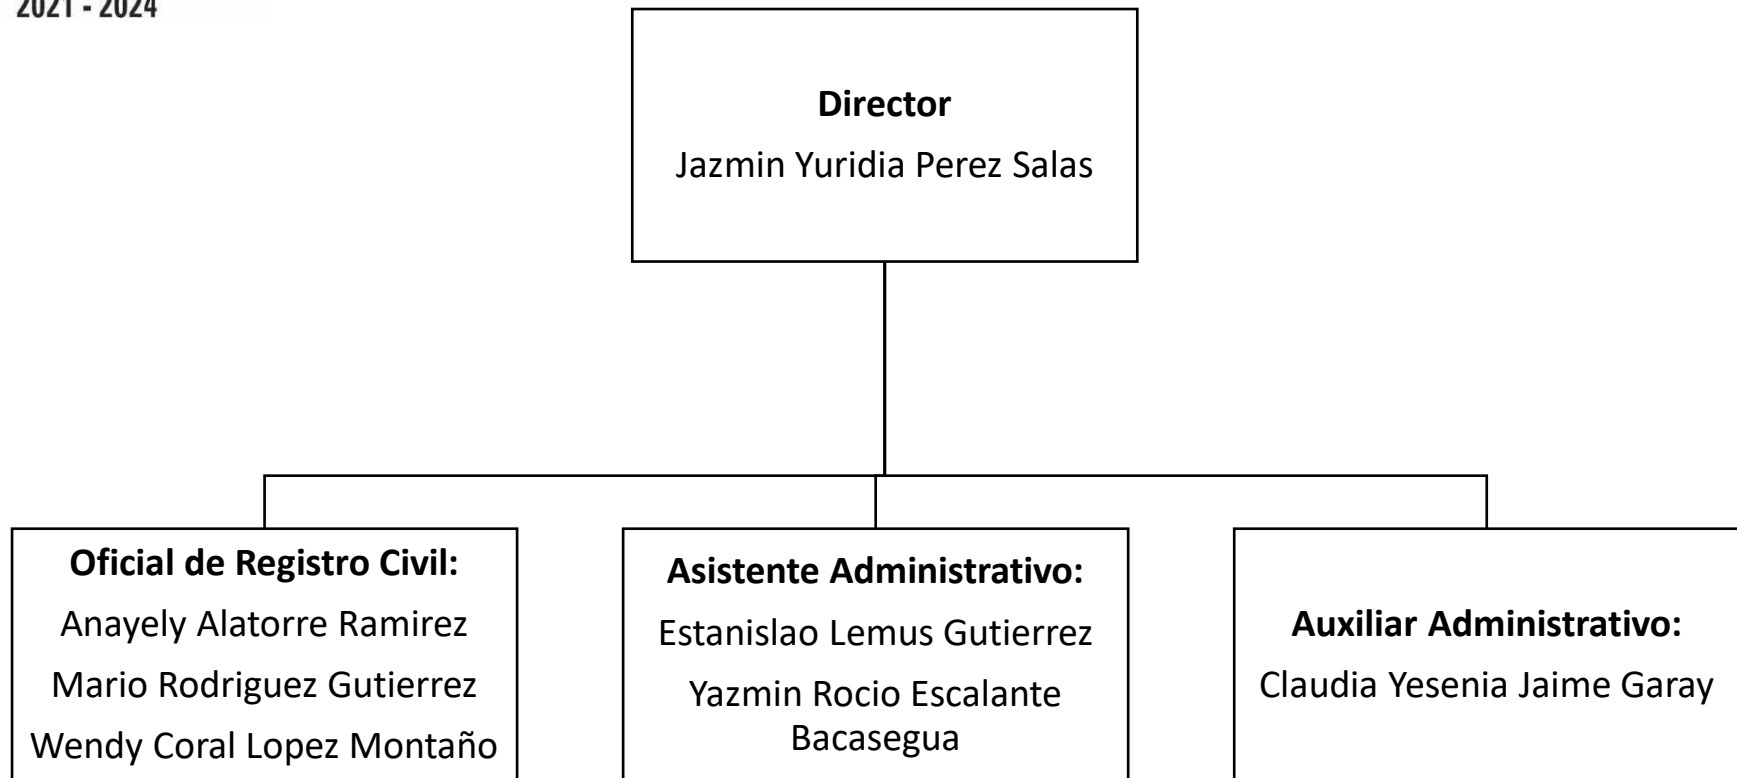 2021 - 2024
Director
Jazmin Yuridia Perez Salas
Oficial de Registro Civil:
Anayely Alatorre Ramirez
Mario Rodriguez Gutierrez
Wendy Coral Lopez Montaño
Asistente Administrativo:
Estanislao Lemus Gutierrez
Yazmin Rocio Escalante
Bacasegua
Auxiliar Administrativo:
Claudia Yesenia Jaime Garay